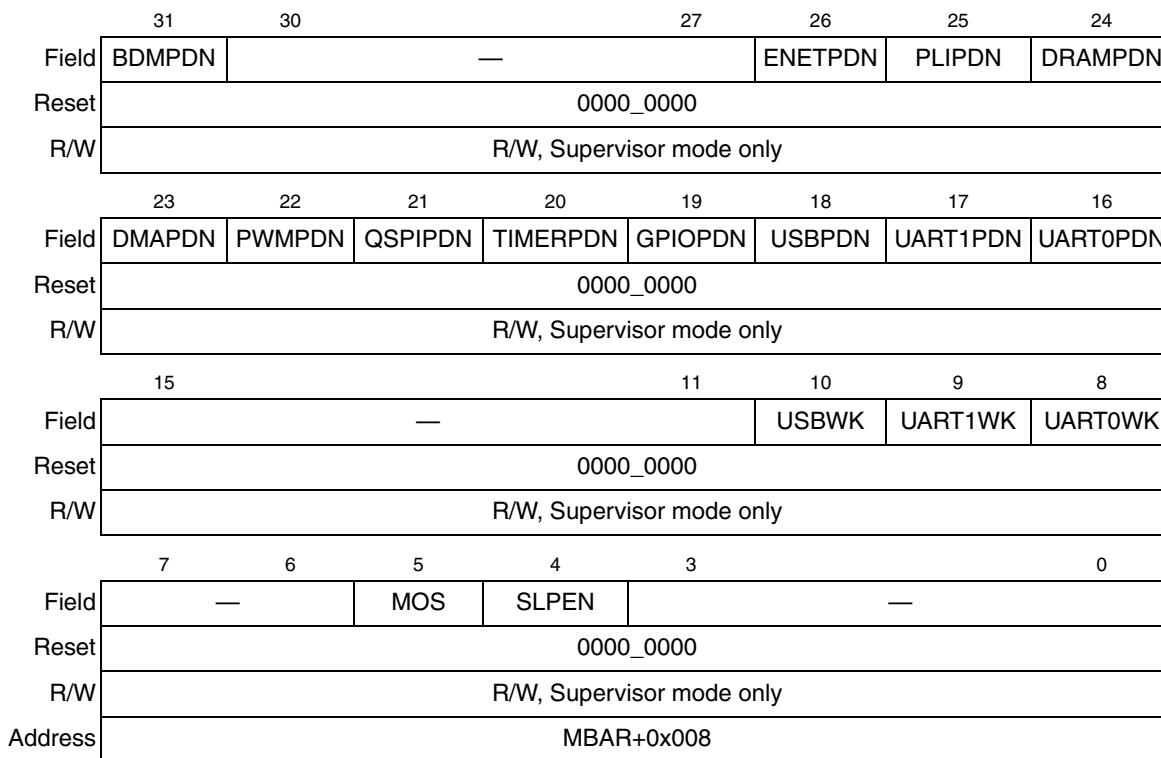 31 30 27 26 25 24
Field BDMPDN — ENETPDN PLIPDN DRAMPDN
Reset 0000_0000
R/W R/W, Supervisor mode only
23 22 21 20 19 18 17 16
Field DMAPDN PWMPDN QSPIPDN TIMERPDN GPIOPDN USBPDN UART1PDN UART0PDN
Reset 0000_0000
R/W R/W, Supervisor mode only
15 11 10 9 8
Field — USBWK UART1WK UART0WK
Reset 0000_0000
R/W R/W, Supervisor mode only
7 6 5 4 3 0
Field — MOS SLPEN —
Reset 0000_0000
R/W R/W, Supervisor mode only
Address MBAR+0x008